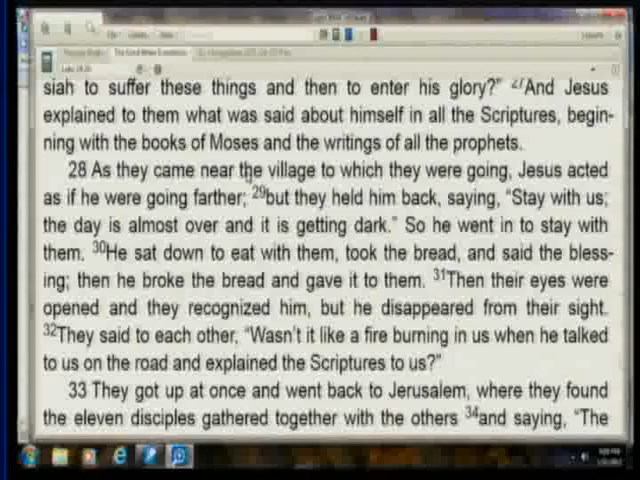 siah to suffer these things and then to enter his glory?” 27And Jesus
explained to them what was said about himself in all the Scriptures, begin-
ning with the books of Moses and the writings of all the prophets.
28 As they came near the village to which they were going, Jesus acted
as if he were going farther; 29but they held him back, saying, “Stay with us;
the day is almost over and it is getting dark.” So he went in to stay with
them. 30He sat down to eat with them, took the bread, and said the bless-
ing; then he broke the bread and gave it to them. 31Then their eyes were
opened and they recognized him, but he disappeared from their sight.
32They said to each other, “Wasn’t it like a fire burning in us when he talked
to us on the road and explained the Scriptures to us?”
33 They got up at once and went back to Jerusalem, where they found
the eleven disciples gathered together with the others 34and saying, “The